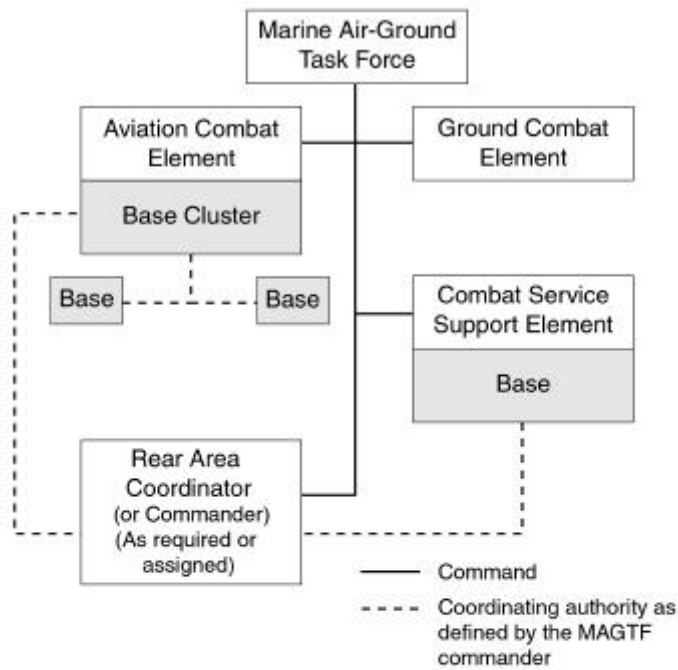 Marine Air-Ground
Task Force
Aviation Combat
Element
Ground Combat
Element
Base Cluster
Base
Base
Combat Service
Support Element
Base
Rear Area
Coordinator
(or Commander)
(As required or
assigned)
Command
Coordinating authority as
defined by the MAGTF
commander